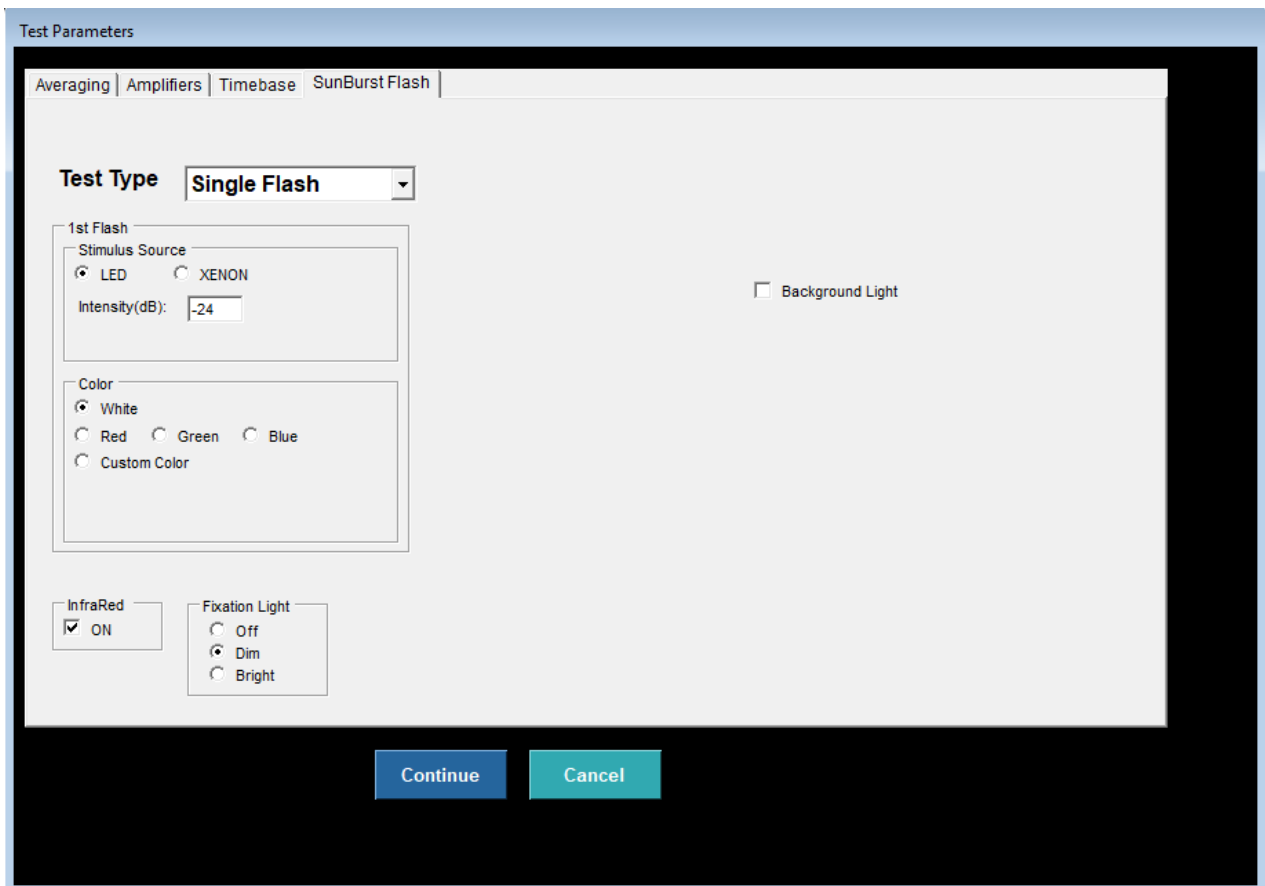 Test Parameters
Averaging Amplifiers Timebase SunBurst Flash
Test Type Single Flash
1st Flash
Stimulus Source
LED XENON
Intensity(dB): -24
Background Light
Color
White
Red Green Blue
Custom Color
InfraRed
ON
Fixation Light
Off
Dim
Bright
Continue Cancel